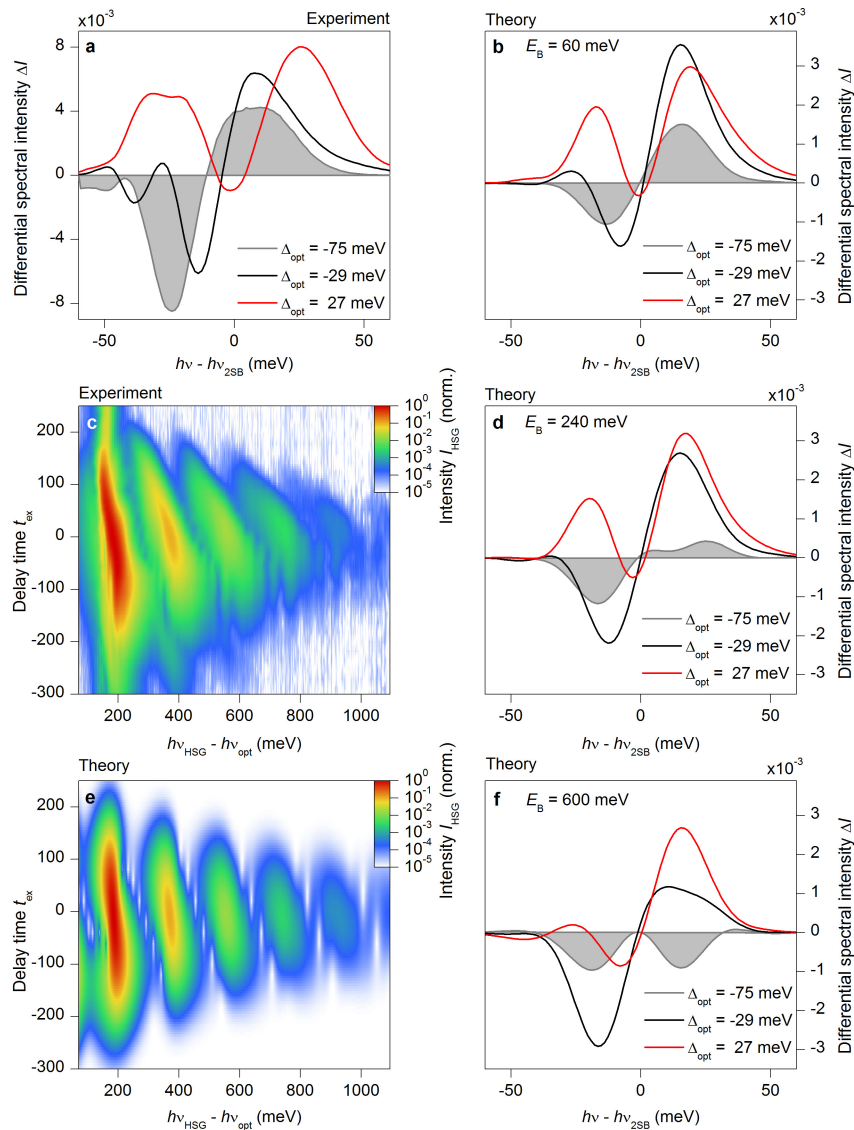 x10⁻³
Experiment
a
Differential spectral intensity ΔI
8
4
0
-4
-8
Δopt = -75 meV
Δopt = -29 meV
Δopt = 27 meV
-50
0
50
hν - hν2SB (meV)
Theory
x10⁻³
b
EB = 60 meV
3
2
1
0
-1
-2
-3
Differential spectral intensity ΔI
Δopt = -75 meV
Δopt = -29 meV
Δopt = 27 meV
-50
0
50
hν - hν2SB (meV)
Experiment
c
Delay time tex
200
100
0
-100
-200
-300
10⁰
10⁻¹
10⁻²
10⁻³
10⁻⁴
10⁻⁵
Intensity IHSG (norm.)
200
400
600
800
1000
hνHSG - hνopt (meV)
Theory
x10⁻³
d
EB = 240 meV
3
2
1
0
-1
-2
-3
Differential spectral intensity ΔI
Δopt = -75 meV
Δopt = -29 meV
Δopt = 27 meV
-50
0
50
hν - hν2SB (meV)
Theory
e
Delay time tex
200
100
0
-100
-200
-300
10⁰
10⁻¹
10⁻²
10⁻³
10⁻⁴
10⁻⁵
Intensity IHSG (norm.)
200
400
600
800
1000
hνHSG - hνopt (meV)
Theory
x10⁻³
f
EB = 600 meV
3
2
1
0
-1
-2
-3
Differential spectral intensity ΔI
Δopt = -75 meV
Δopt = -29 meV
Δopt = 27 meV
-50
0
50
hν - hν2SB (meV)